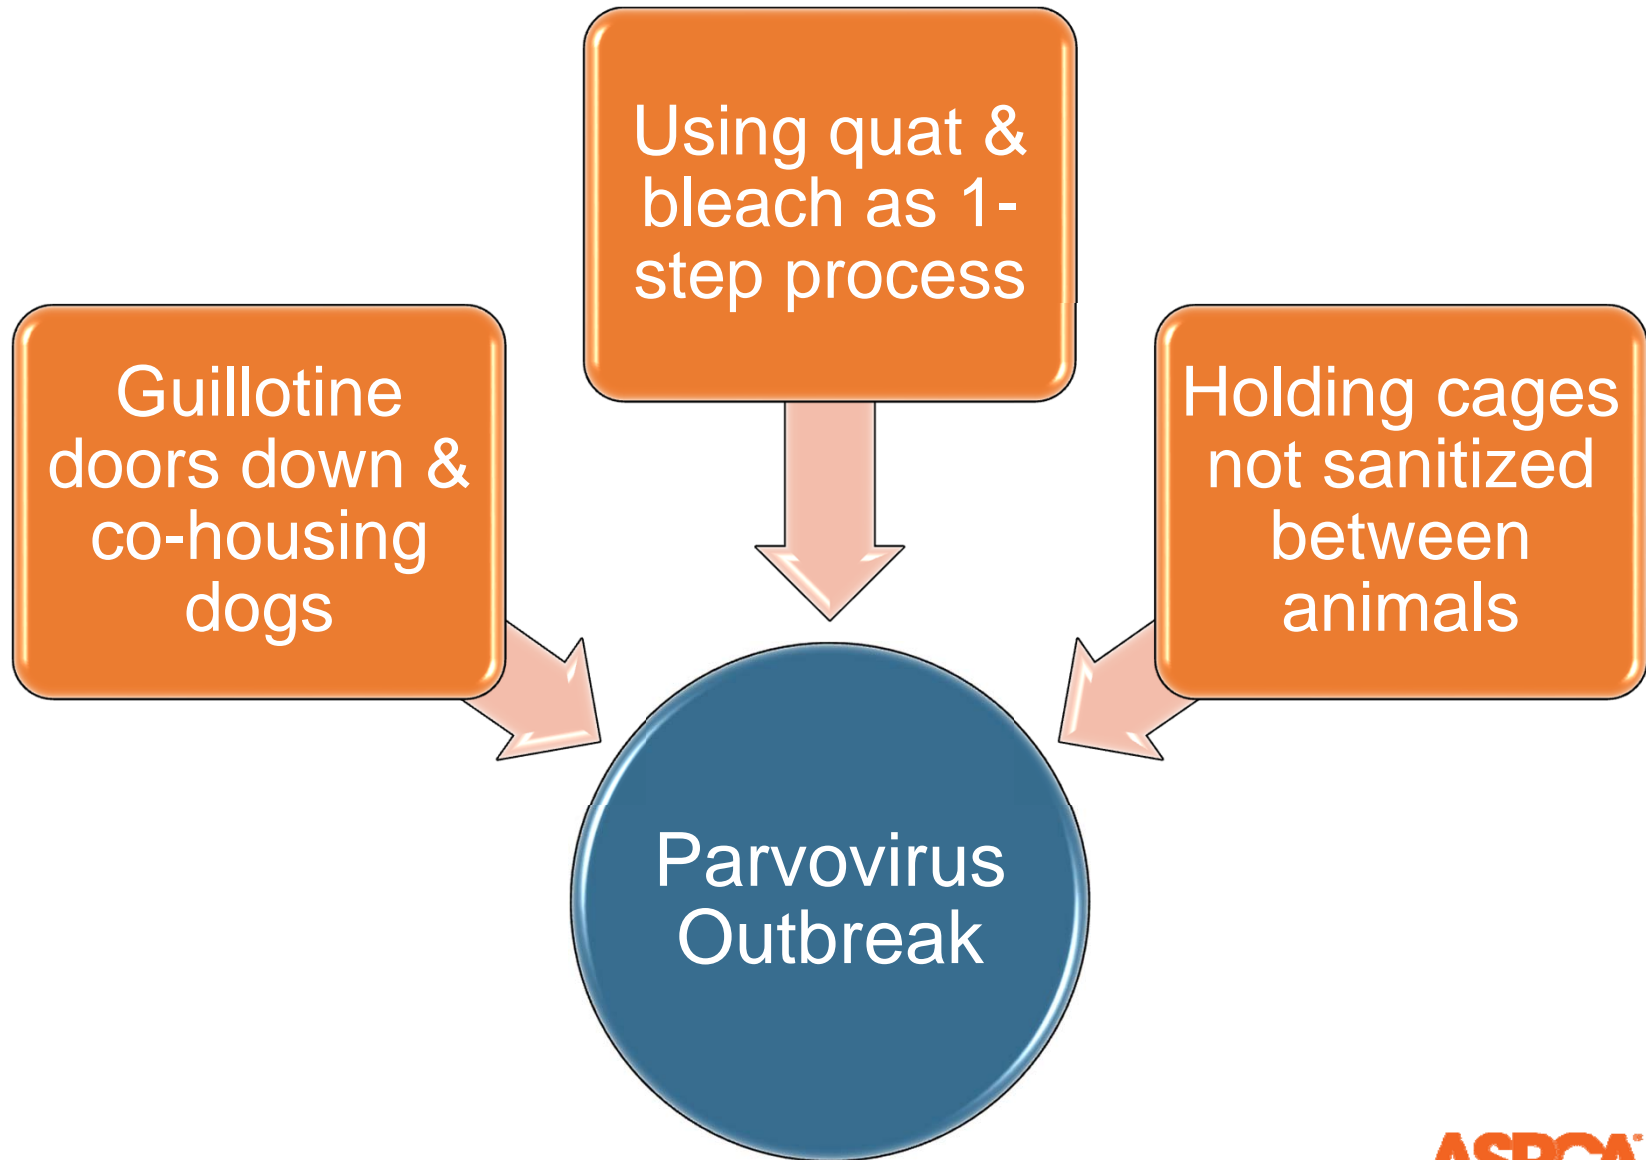 Using quat &
bleach as 1-
step process
Guillotine
doors down &
co-housing
dogs
Holding cages
not sanitized
between
animals
Parvovirus
Outbreak
ASPCA